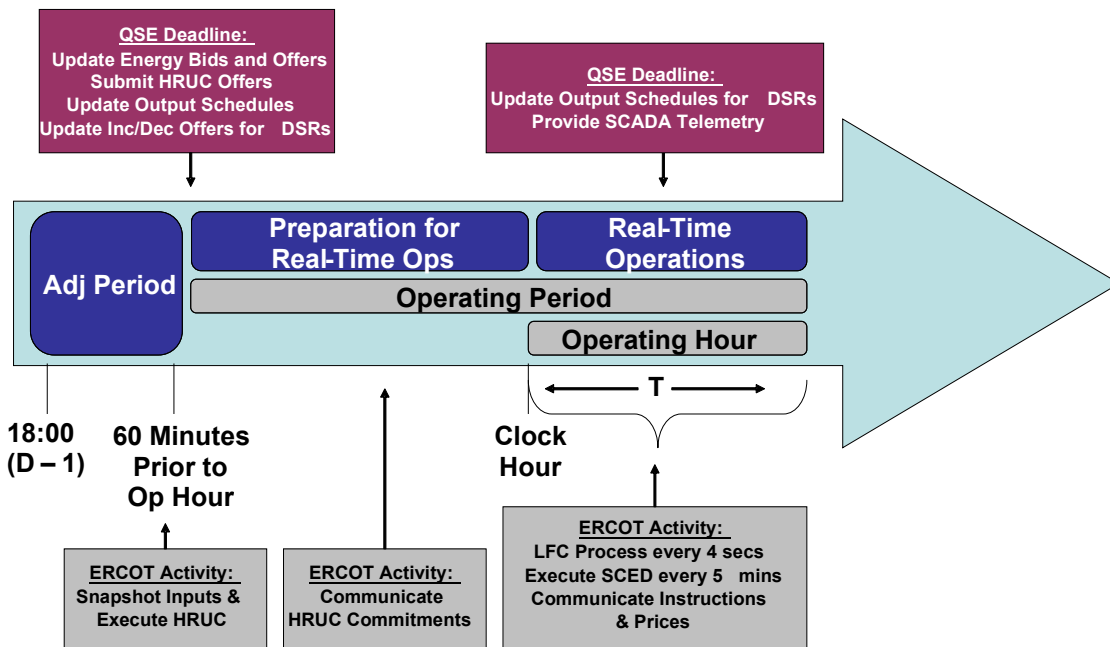 QSE Deadline:
Update Energy Bids and Offers
Submit HRUC Offers
Update Output Schedules
Update Inc/Dec Offers for DSRs
QSE Deadline:
Update Output Schedules for DSRs
Provide SCADA Telemetry
Adj Period
Preparation for
Real-Time Ops
Real-Time
Operations
Operating Period
Operating Hour
T
18:00
(D – 1)
60 Minutes
Prior to
Op Hour
Clock
Hour
ERCOT Activity:
Snapshot Inputs &
Execute HRUC
ERCOT Activity:
Communicate
HRUC Commitments
ERCOT Activity:
LFC Process every 4 secs
Execute SCED every 5 mins
Communicate Instructions
& Prices